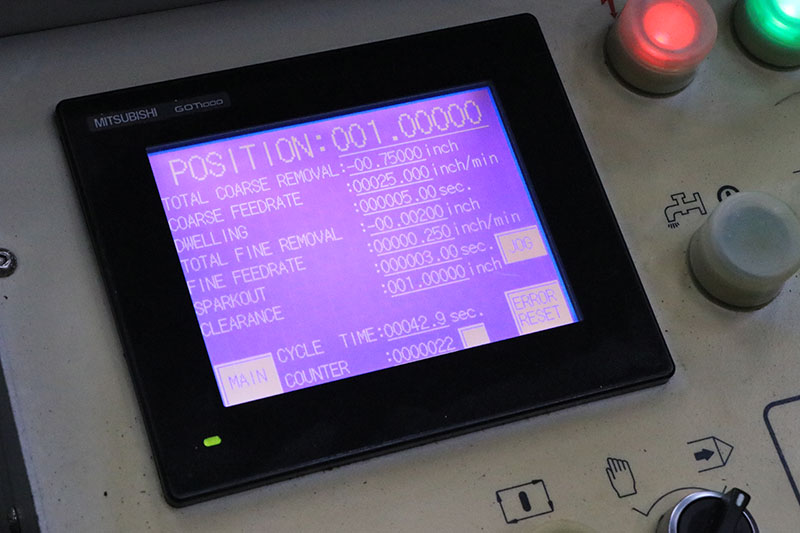 MITSUBISHI GOT1000
POSITION:001.00000
TOTAL COARSE REMOVAL:-00.75000inch
COARSE FEEDRATE :00025.000inch/min
DWELLING :000005.00sec.
TOTAL FINE REMOVAL :-00.00200inch
FINE FEEDRATE :00000.250inch/min
SPARKOUT :000003.00sec.
CLEARANCE :001.00000inch
JOG
ERROR
RESET
CYCLE TIME:00042.9sec.
COUNTER :0000022
MAIN